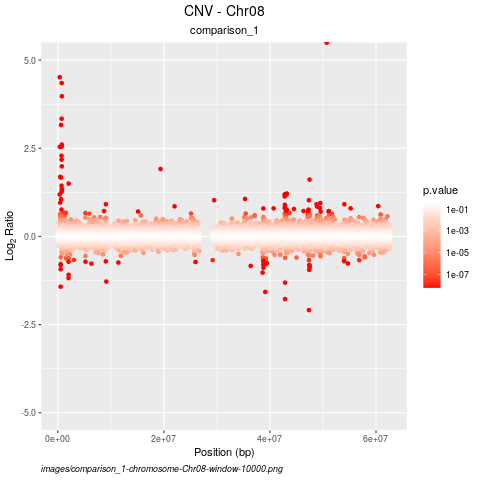 CNV - Chr08
comparison_1
5.0
2.5
0.0
-2.5
-5.0
Log2 Ratio
0e+00 2e+07 4e+07 6e+07
Position (bp)
p.value
1e-01
1e-03
1e-05
1e-07
images/comparison_1-chromosome-Chr08-window-10000.png